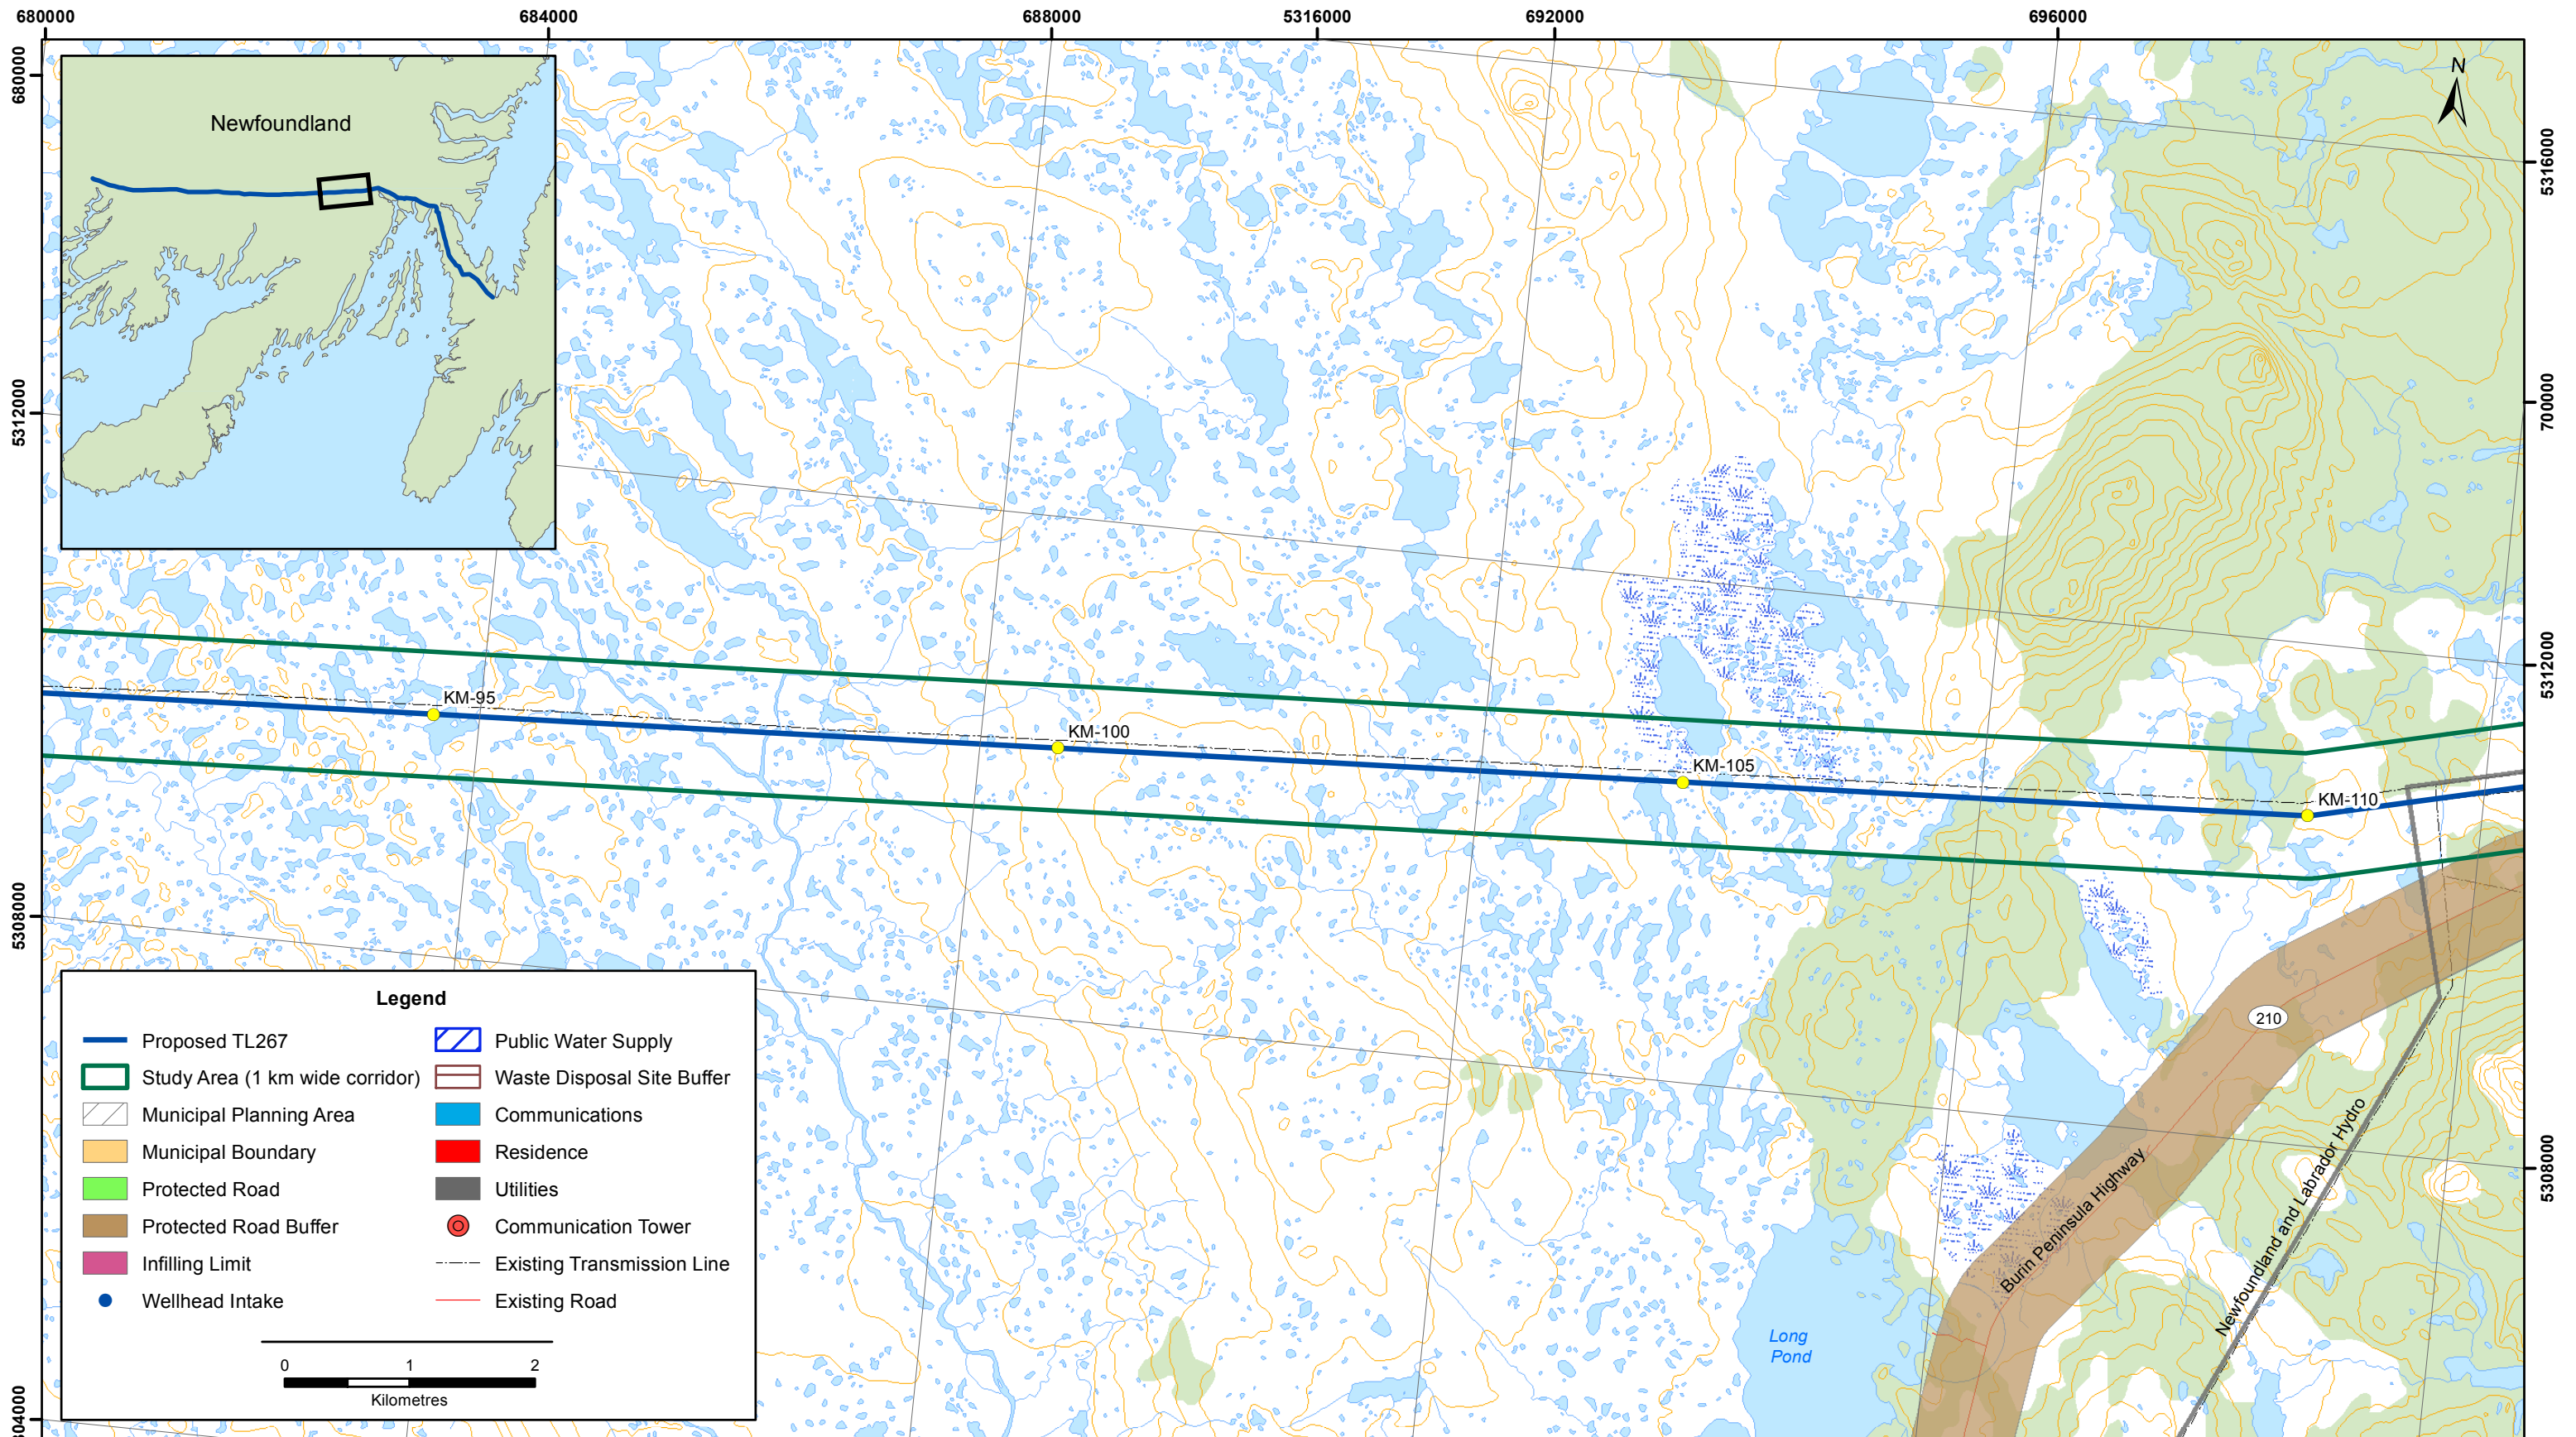 680000
684000
688000
5316000
692000
696000
680000
5312000
5308000
N
5316000
700000
5312000
5308000
Newfoundland
KM-95
KM-100
KM-105
KM-110
210
Burin Peninsula Highway
Newfoundland and Labrador Hydro
Long
Pond
Legend
Proposed TL267
Study Area (1 km wide corridor)
Municipal Planning Area
Municipal Boundary
Protected Road
Protected Road Buffer
Infilling Limit
Wellhead Intake
Public Water Supply
Waste Disposal Site Buffer
Communications
Residence
Utilities
Communication Tower
Existing Transmission Line
Existing Road
0 1 2
Kilometres